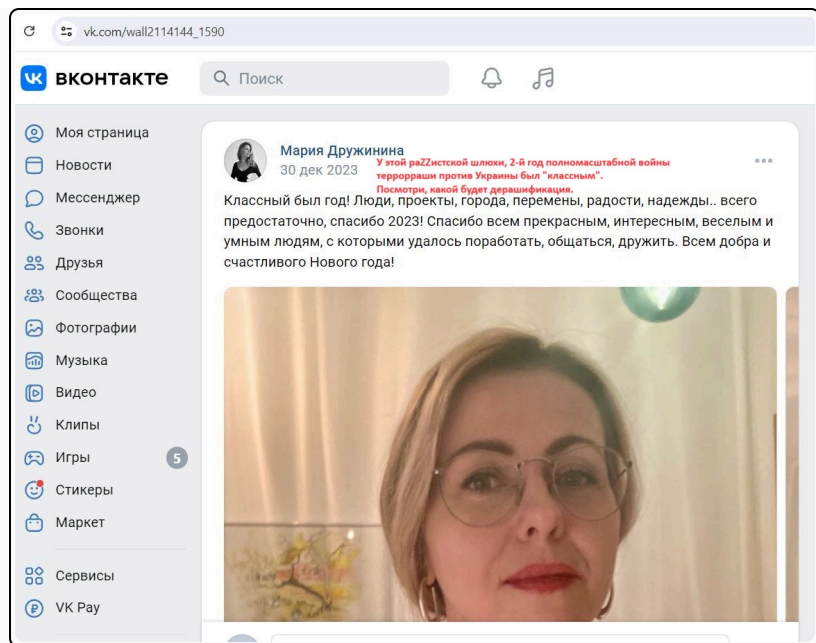 vk.com/wall2114144_1590
вконтакте
Поиск
Моя страница
Новости
Мессенджер
Звонки
Друзья
Сообщества
Фотографии
Музыка
Видео
Клипы
Игры 5
Стикеры
Маркет
Сервисы
VK Pay
Мария Дружинина
30 дек 2023
У этой раZZистской шлюхи, 2-й год полномасштабной войны
террорраши против Украины был "классным".
Посмотри, какой будет дерашификация.
Классный был год! Люди, проекты, города, перемены, радости, надежды.. всего
предостаточно, спасибо 2023! Спасибо всем прекрасным, интересным, веселым и
умным людям, с которыми удалось поработать, общаться, дружить. Всем добра и
счастливого Нового года!